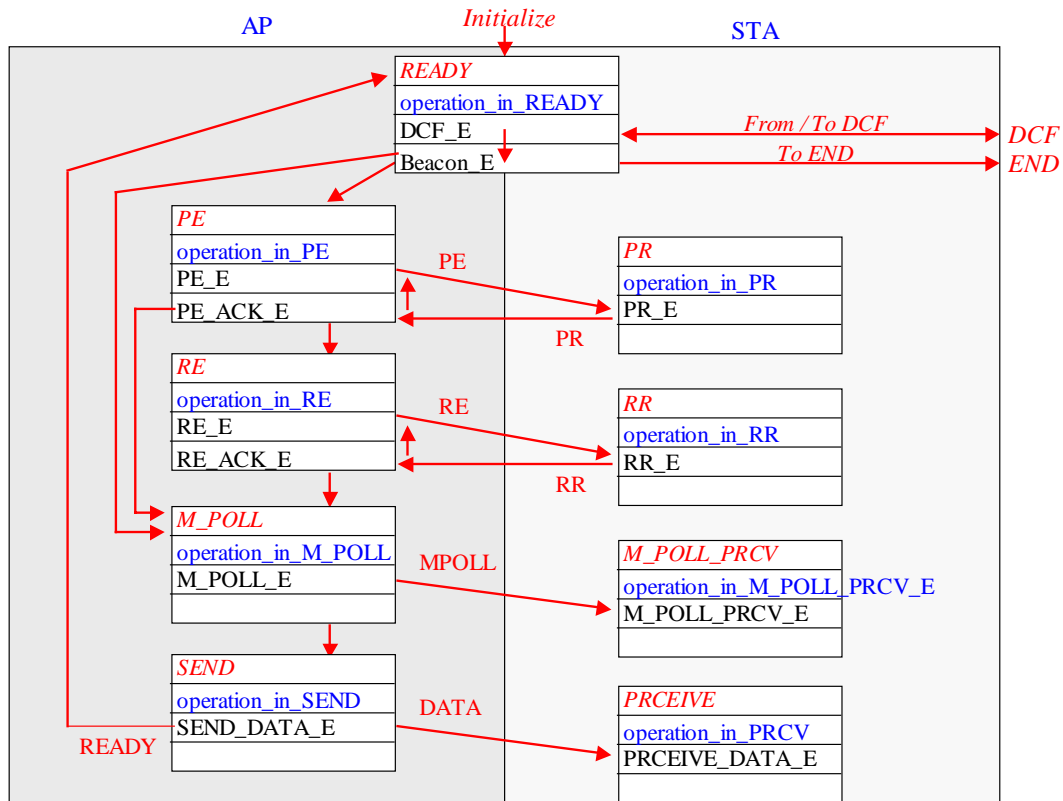 Initialize
AP
STA
READY
operation_in_READY
DCF_E
Beacon_E
From / To DCF
DCF
To END
END
PE
operation_in_PE
PE_E
PE_ACK_E
PE
PR
PR
operation_in_PR
PR_E
RE
operation_in_RE
RE_E
RE_ACK_E
RE
RR
RR
operation_in_RR
RR_E
M_POLL
operation_in_M_POLL
M_POLL_E
MPOLL
M_POLL_PRCV
operation_in_M_POLL_PRCV_E
M_POLL_PRCV_E
SEND
operation_in_SEND
SEND_DATA_E
READY
DATA
PRCEIVE
operation_in_PRCV
PRCEIVE_DATA_E